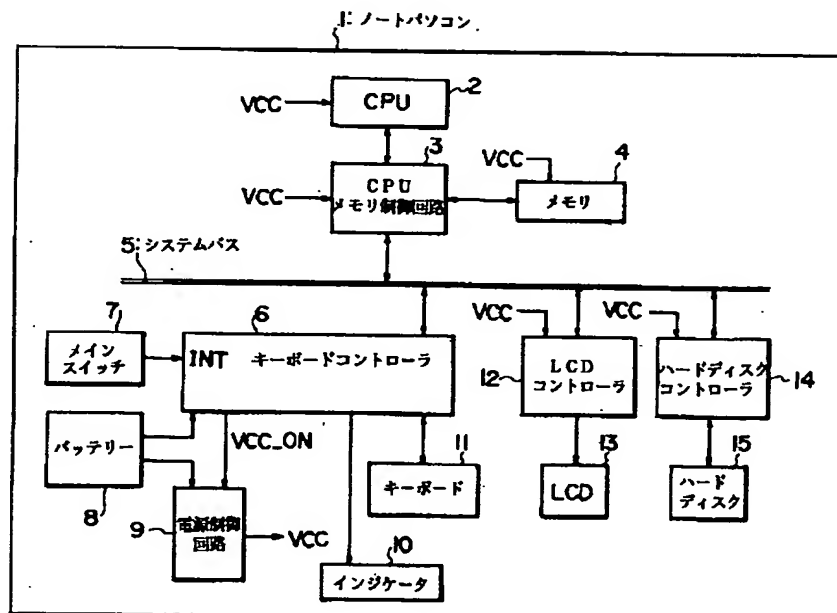 1:ノートパソコン
VCC
CPU
2
3
VCC
CPU
メモリ制御回路
VCC
4
メモリ
5:システムバス
7
メイン
スイッチ
6
INT キーボードコントローラ
VCC
12
LCD
コントローラ
VCC
ハードディスク
コントローラ
14
バッテリー
8
VCC_ON
9
電源制御
回路
VCC
11
キーボード
10
インジケータ
13
LCD
15
ハード
ディスク